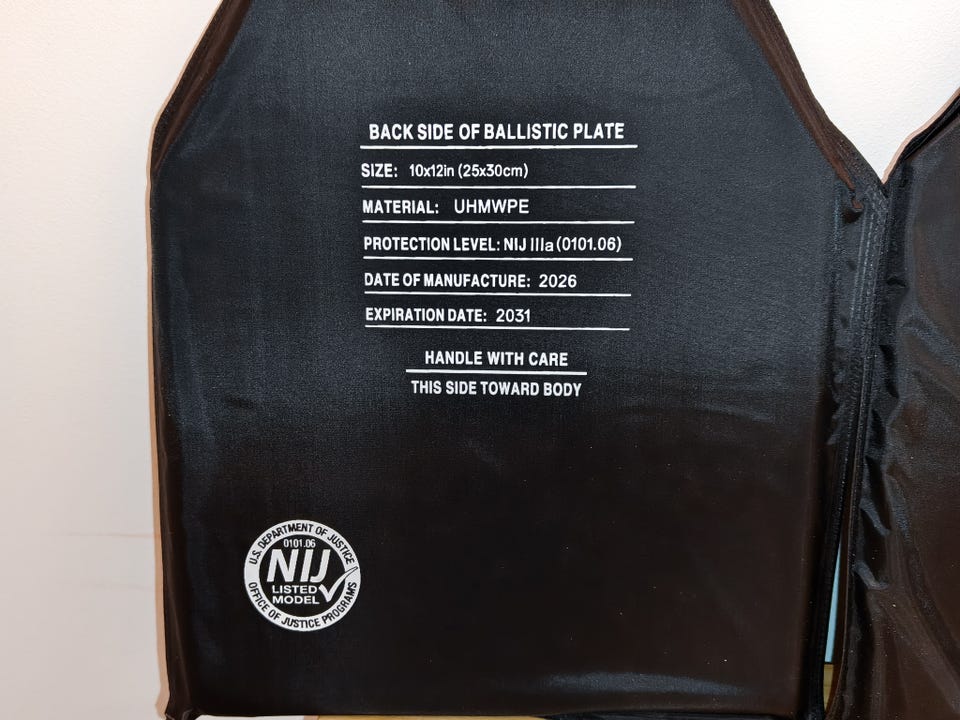 BACK SIDE OF BALLISTIC PLATE
SIZE: 10x12in (25x30cm)
MATERIAL: UHMWPE
PROTECTION LEVEL: NIJ IIIa (0101.06)
DATE OF MANUFACTURE: 2026
EXPIRATION DATE: 2031
HANDLE WITH CARE
THIS SIDE TOWARD BODY
U.S. DEPARTMENT OF JUSTICE
0101.06
NIJ
LISTED
MODEL
OFFICE OF JUSTICE PROGRAMS